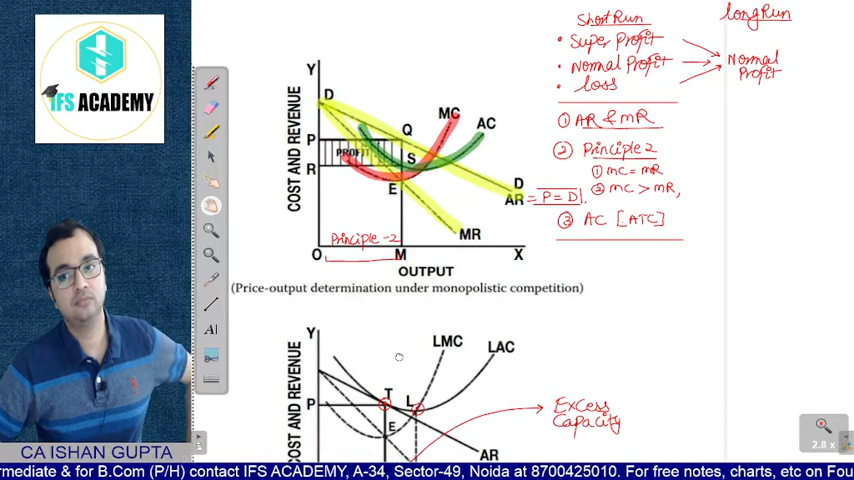 IFS ACADEMY
Y
COST AND REVENUE
D
P
R
PROFIT
Q
S
E
MC
AC
D
AR
= P = D
MR
Principle-2
O
M
X
OUTPUT
(Price-output determination under monopolistic competition)
Short Run
• Super Profit
• Normal Profit
• loss
long Run
Normal
Profit
① AR & MR
② Principle 2
① MC = MR
② MC > MR,
③ AC [ATC]
Y
COST AND REVENUE
P
T
L
E
LMC
LAC
AR
Excess
Capacity
A
2.8 x
CA ISHAN GUPTA
rmediate & for B.Com (P/H) contact IFS ACADEMY, A-34, Sector-49, Noida at 8700425010. For free notes, charts, etc on Fou